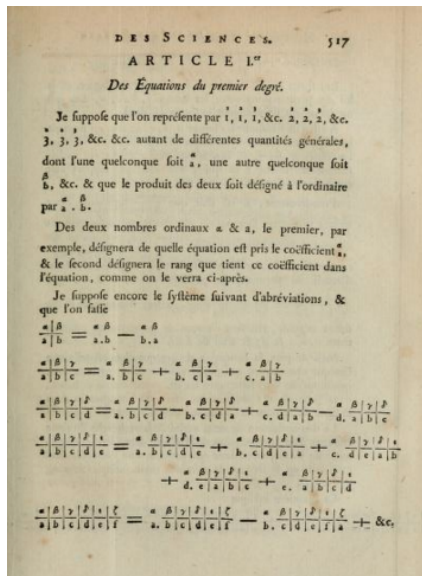 DES SCIENCES. 517
ARTICLE I.er
Des Équations du premier degré.
Je ſuppoſe que l'on repréſente par 1̇, 1̇, 1̇, &c. 2̇, 2̇, 2̇, &c.
3, 3, 3, &c. &c. autant de différentes quantités générales,
dont l'une quelconque ſoit α/a, une autre quelconque ſoit
β/b, &c. & que le produit des deux ſoit déſigné à l'ordinaire
par α/a . β/b.
Des deux nombres ordinaux α & a, le premier, par
exemple, déſignera de quelle équation eſt pris le coëfficient α/a,
& le ſecond déſignera le rang que tient ce coëfficient dans
l'équation, comme on le verra ci-après.
Je ſuppoſe encore le ſyſtème ſuivant d'abréviations, &
que l'on faſſe
α|β / a|b = α β / a.b — α β / b.a
α|β|γ / a|b|c = α/a. β|γ / b|c + α/b. β|γ / c|a + α/c. β|γ / a|b
α|β|γ|δ / a|b|c|d = α/a. β|γ|δ / b|c|d — α/b. β|γ|δ / c|d|a + α/c. β|γ|δ / d|a|b — α/d. β|γ|δ / a|b|c
α|β|γ|δ|ε / a|b|c|d|e = α/a. β|γ|δ|ε / b|c|d|e + α/b. β|γ|δ|ε / c|d|e|a + α/c. β|γ|δ|ε / d|e|a|b
+ α/d. β|γ|δ|ε / e|a|b|c + α/e. β|γ|δ|ε / a|b|c|d
α|β|γ|δ|ε|ζ / a|b|c|d|e|f = α/a. β|γ|δ|ε|ζ / b|c|d|e|f — α/b. β|γ|δ|ε|ζ / c|d|e|f|a + &c.